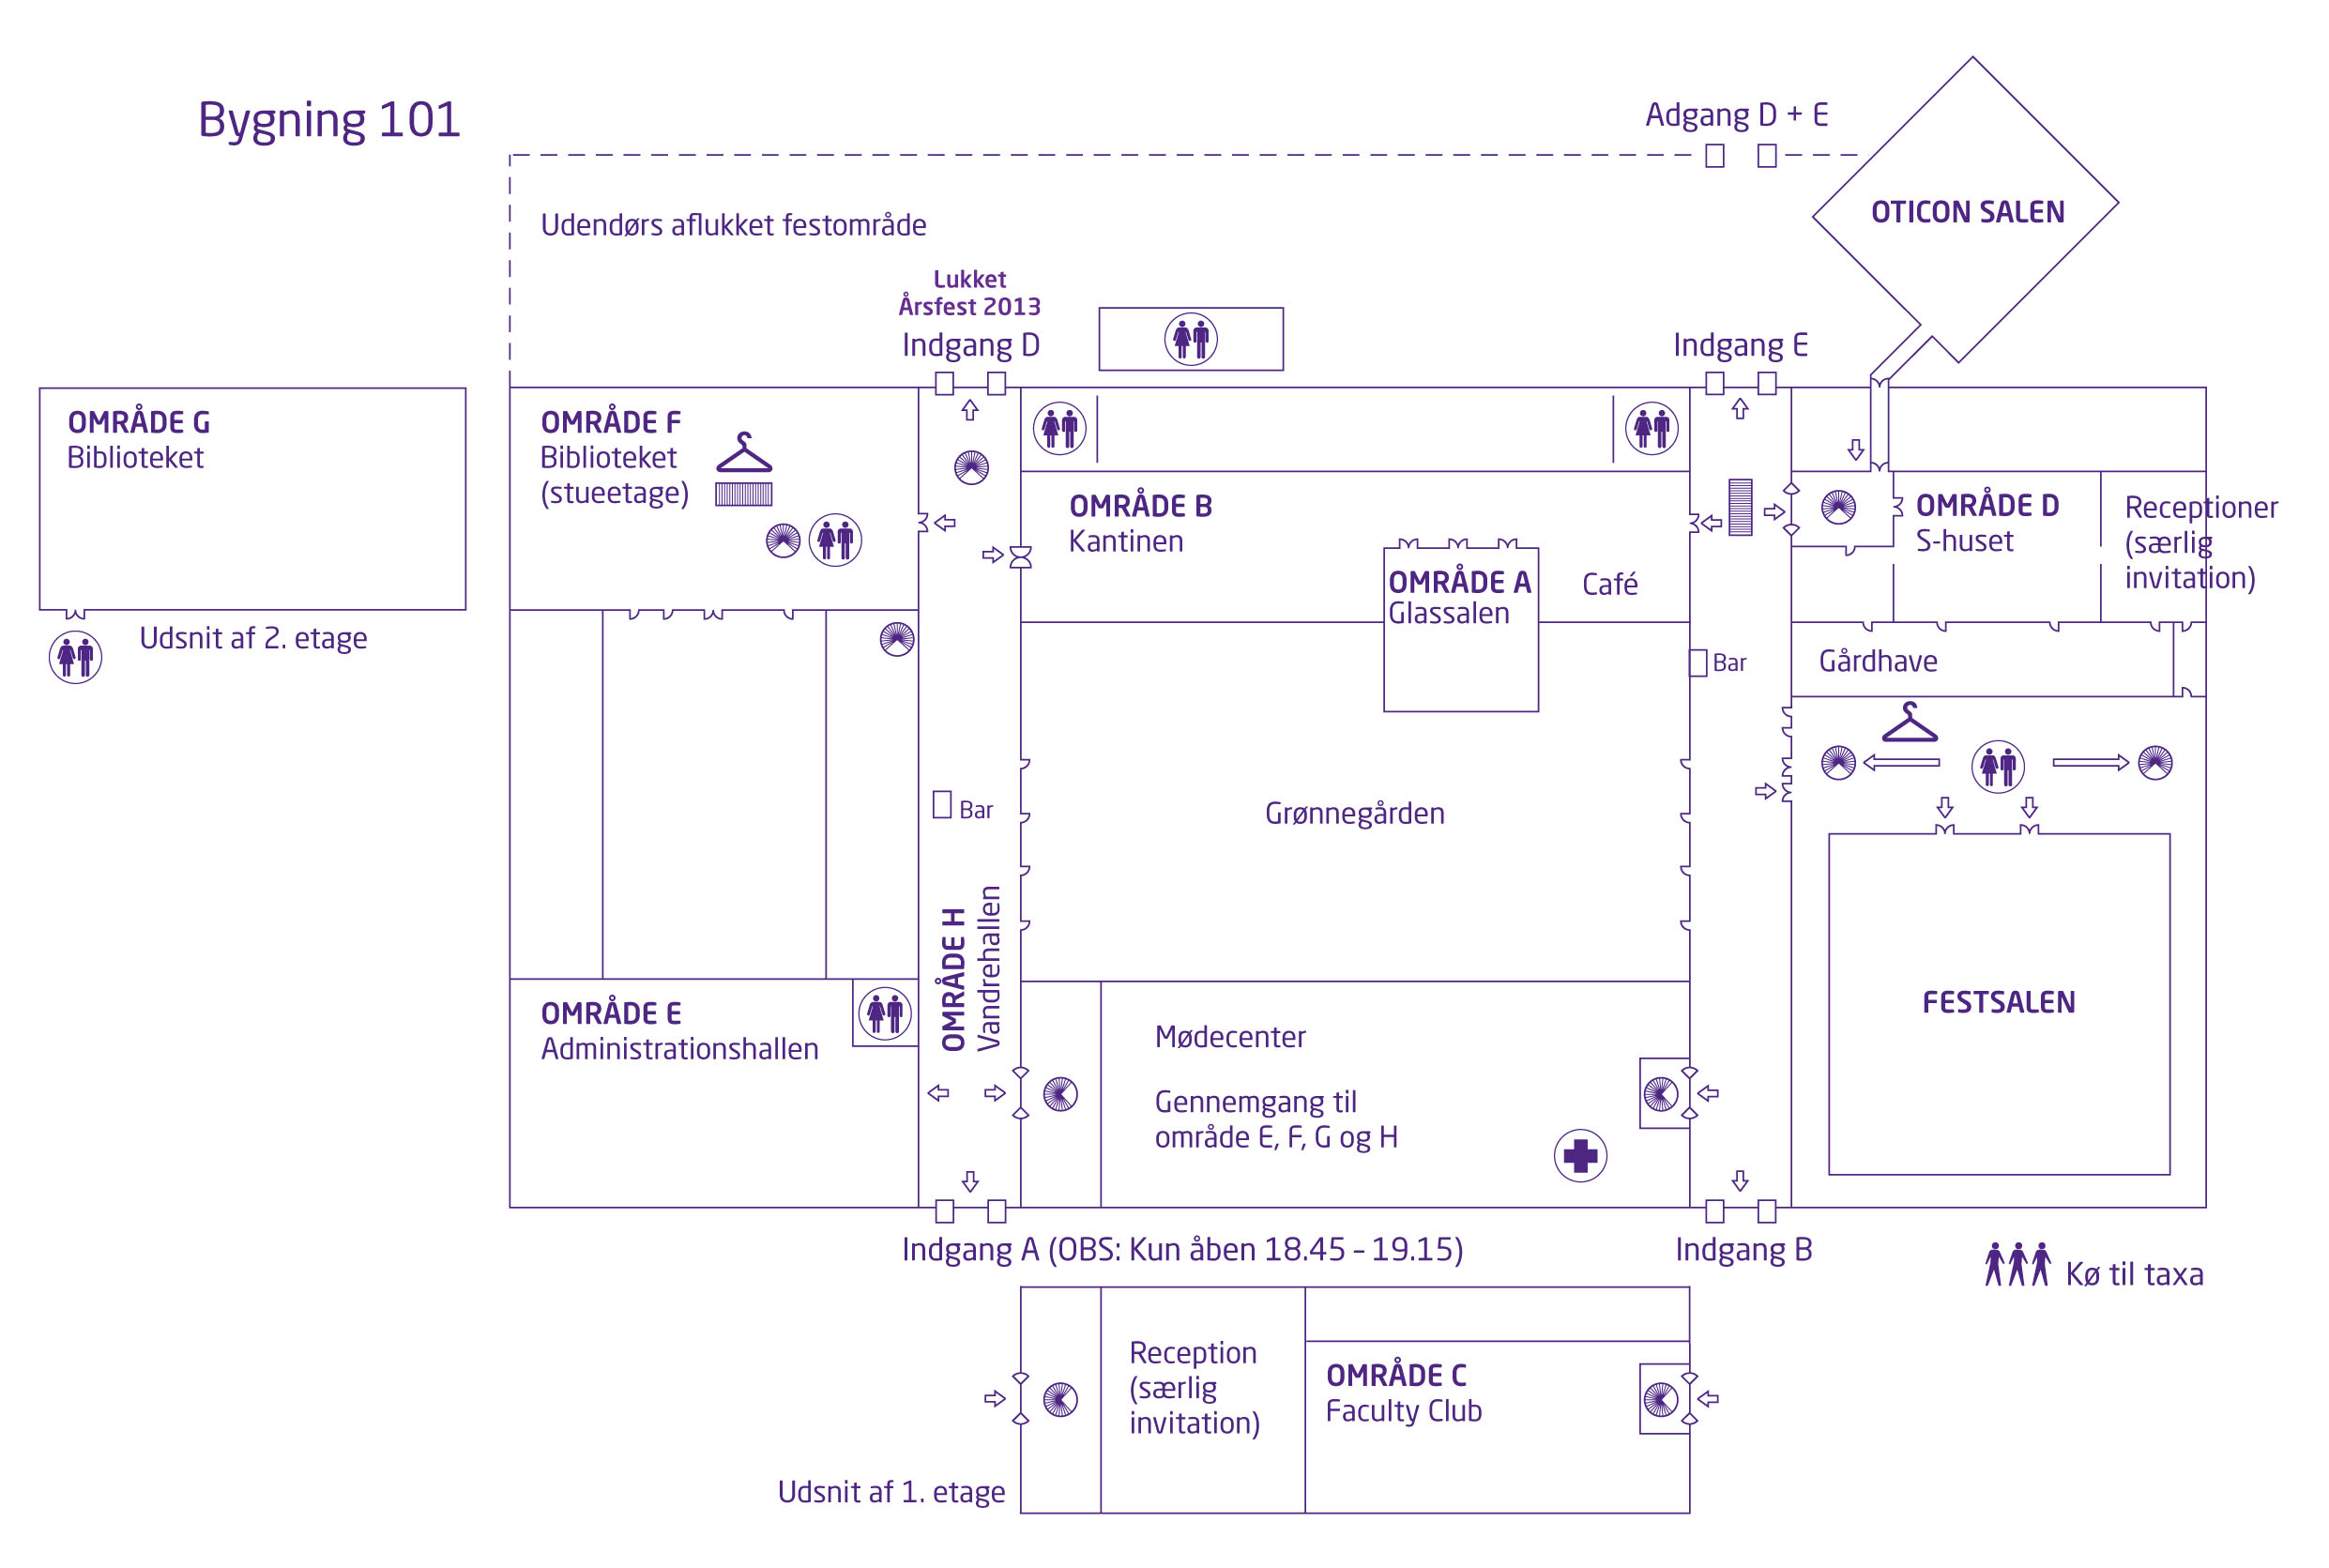 Bygning 101
Adgang D + E
OTICON SALEN
Udendørs aflukket festområde
Lukket
Årsfest 2013
Indgang D
Indgang E
OMRÅDE G
Biblioteket
Udsnit af 2. etage
OMRÅDE F
Biblioteket
(stueetage)
OMRÅDE B
Kantinen
OMRÅDE A
Glassalen
Café
OMRÅDE D
S-huset
Receptioner
(særlig
invitation)
Bar
Gårdhave
Bar
Grønnegården
OMRÅDE H
Vandrehallen
FESTSALEN
OMRÅDE E
Administrationshallen
Mødecenter
Gennemgang til
område E, F, G og H
Indgang A (OBS: Kun åben 18.45 – 19.15)
Indgang B
Kø til taxa
Reception
(særlig
invitation)
OMRÅDE C
Faculty Club
Udsnit af 1. etage